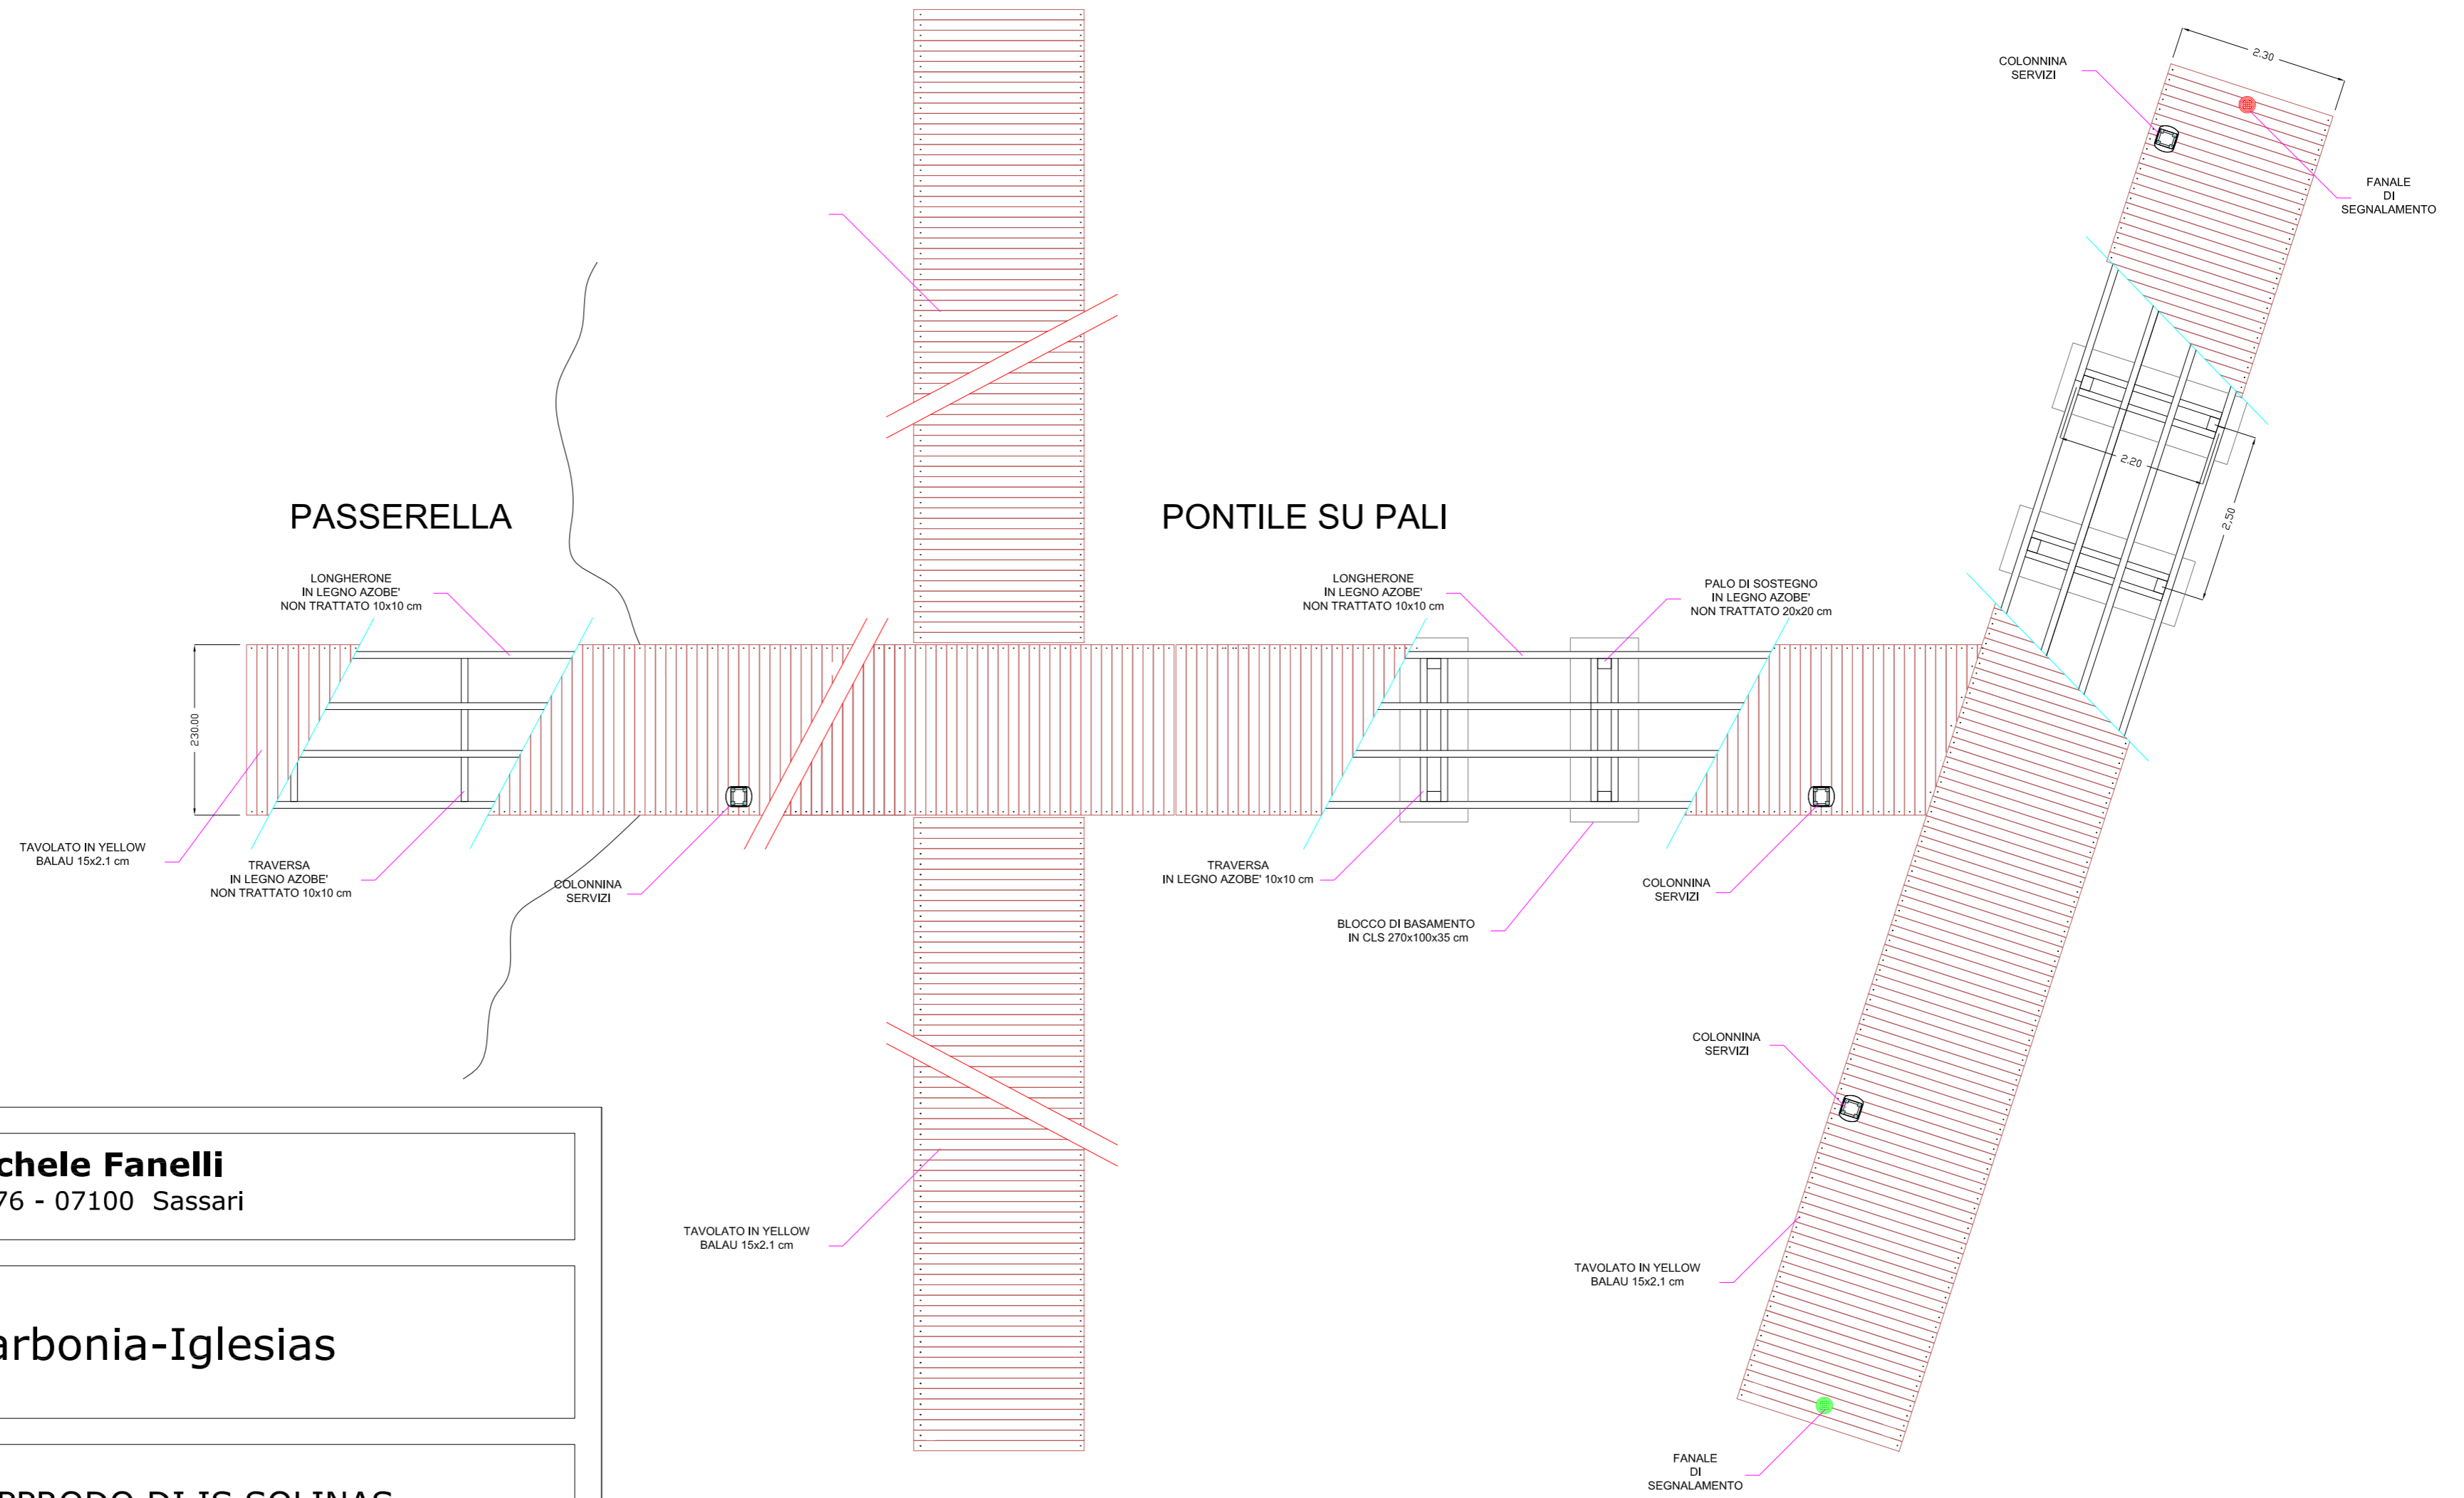 COLONNINA
SERVIZI
2.30
FANALE
DI
SEGNALAMENTO
2.20
2,50
PASSERELLA
PONTILE SU PALI
LONGHERONE
IN LEGNO AZOBE'
NON TRATTATO 10x10 cm
LONGHERONE
IN LEGNO AZOBE'
NON TRATTATO 10x10 cm
PALO DI SOSTEGNO
IN LEGNO AZOBE'
NON TRATTATO 20x20 cm
230.00
TAVOLATO IN YELLOW
BALAU 15x2.1 cm
TRAVERSA
IN LEGNO AZOBE'
NON TRATTATO 10x10 cm
COLONNINA
SERVIZI
TRAVERSA
IN LEGNO AZOBE' 10x10 cm
BLOCCO DI BASAMENTO
IN CLS 270x100x35 cm
COLONNINA
SERVIZI
COLONNINA
SERVIZI
TAVOLATO IN YELLOW
BALAU 15x2.1 cm
TAVOLATO IN YELLOW
BALAU 15x2.1 cm
FANALE
DI
SEGNALAMENTO
chele Fanelli
76 - 07100 Sassari
arbonia-Iglesias
PPRODO DI IS SOLINAS